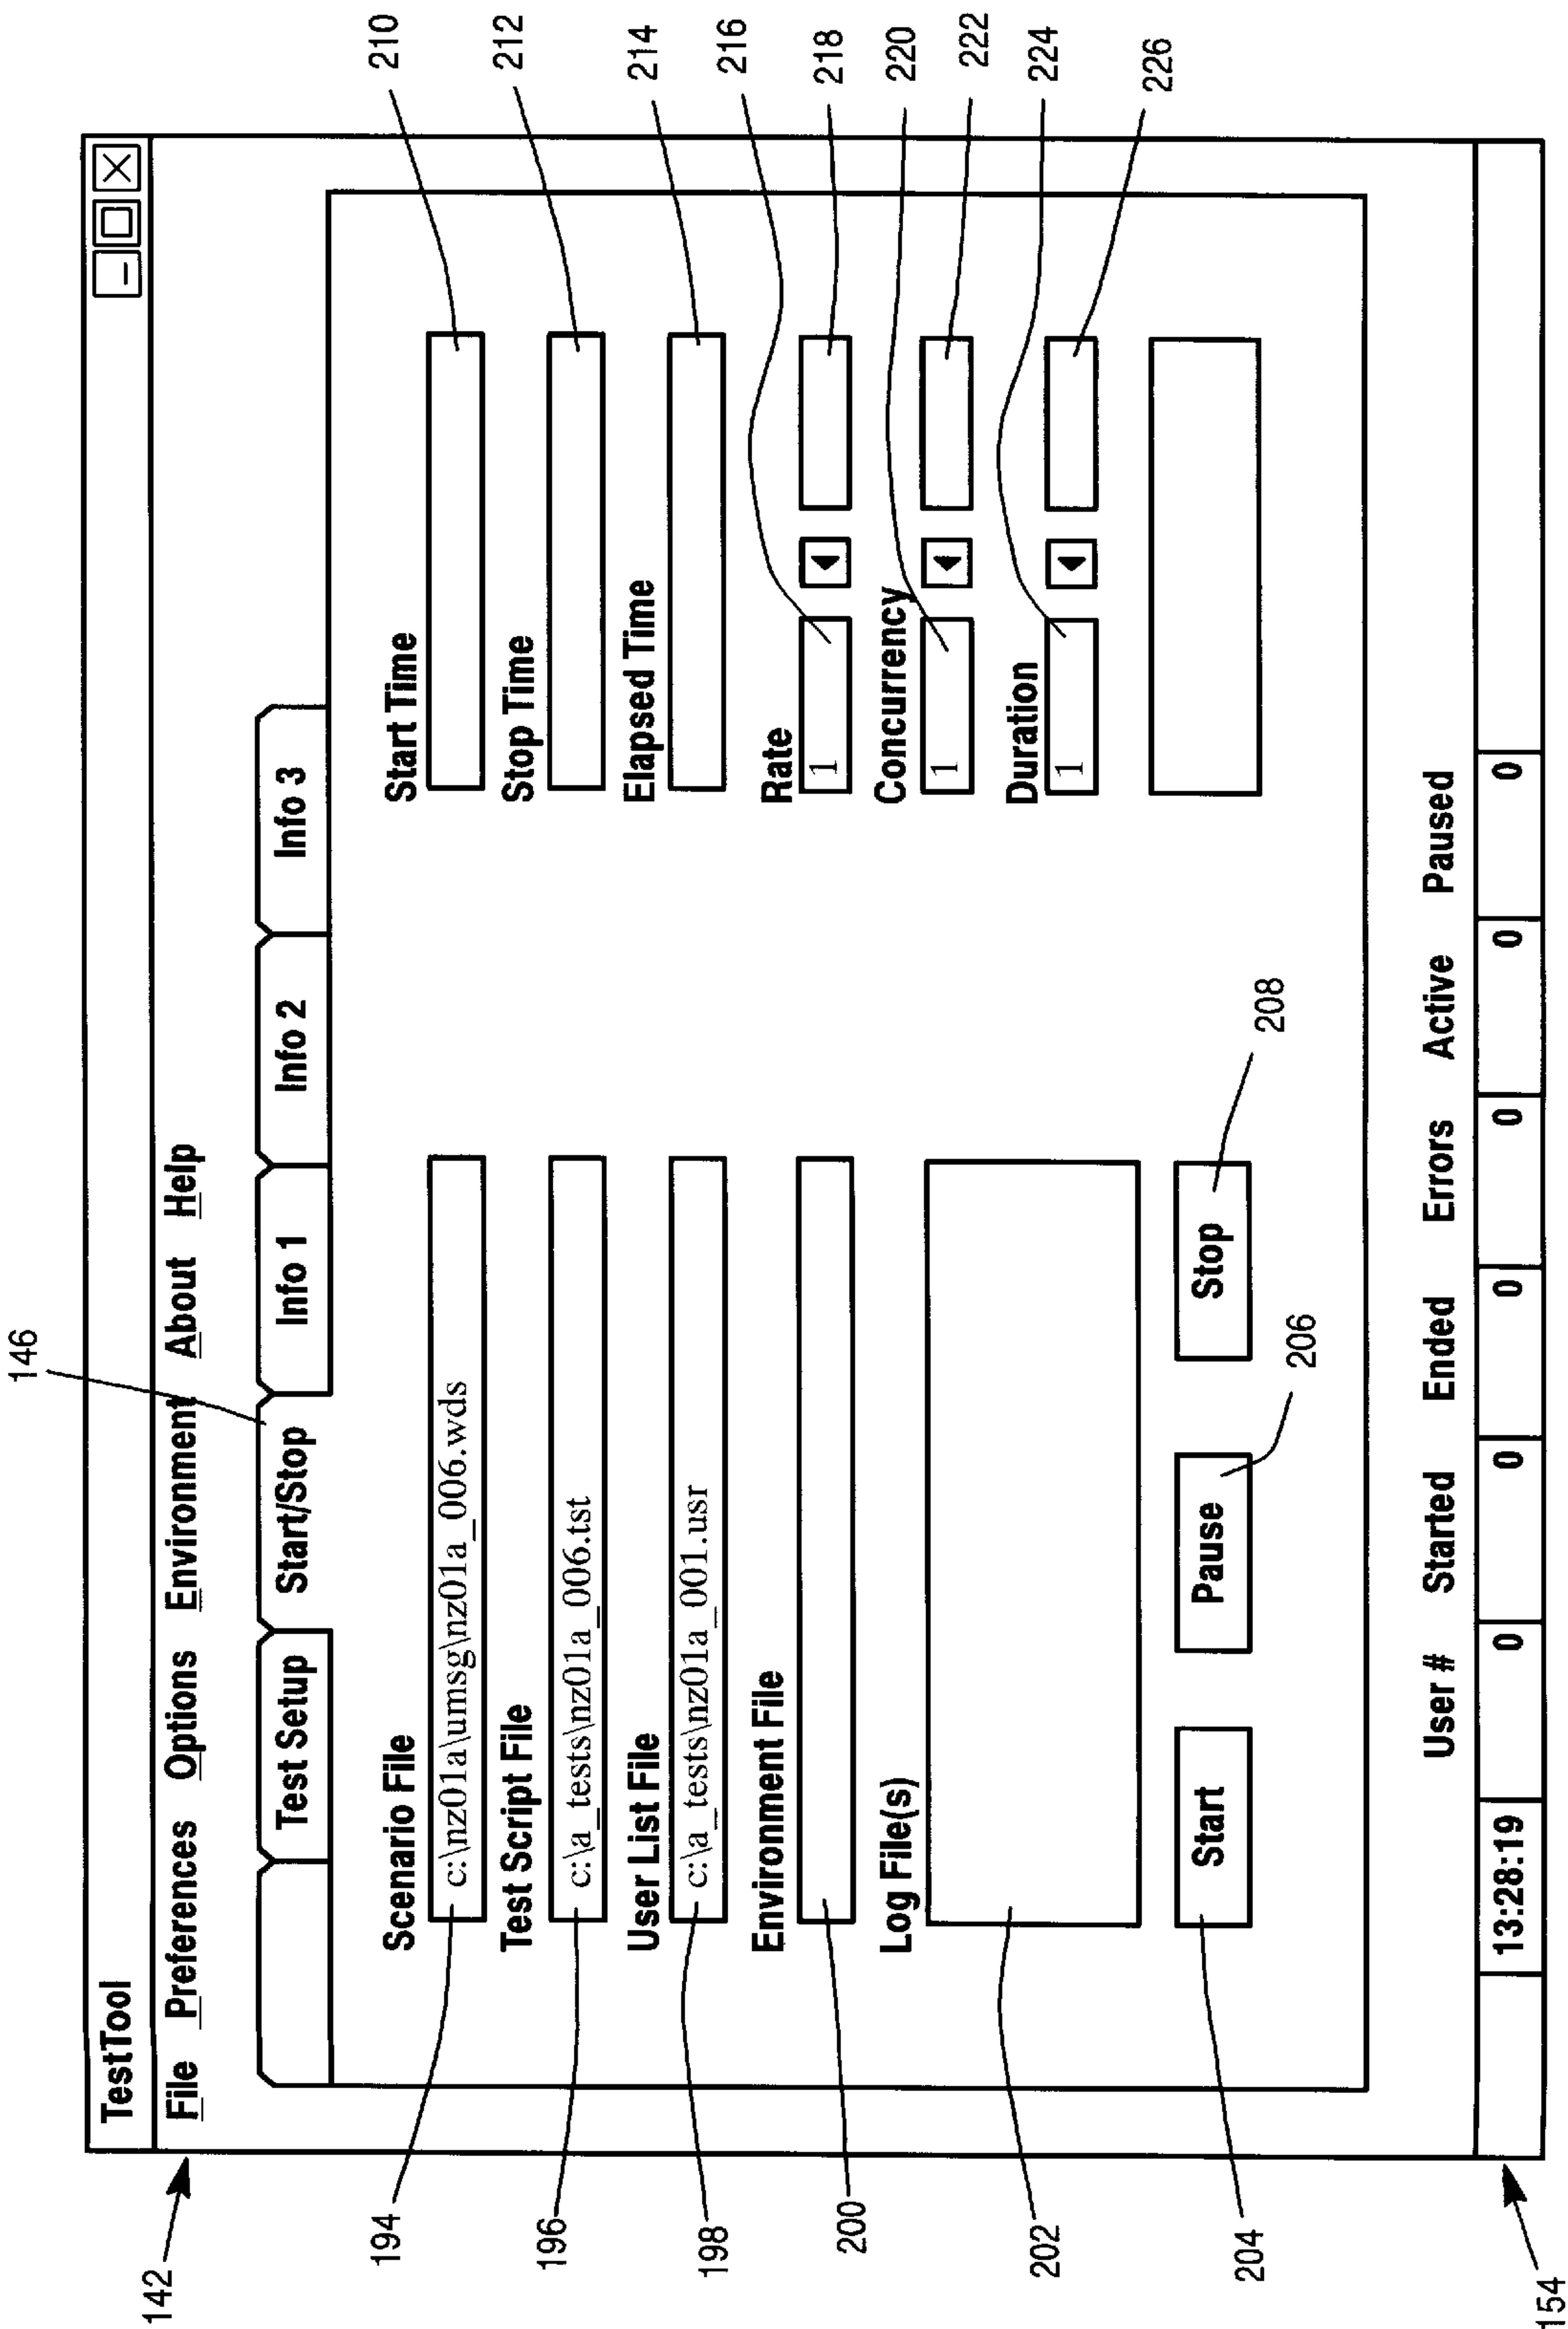 TestTool
142
File Preferences Options Environment About Help
146
Test Setup Start/Stop Info 1 Info 2 Info 3
Scenario File
194
c:\nz01a\umsg\nz01a_006.wds
Test Script File
196
c:\a_tests\nz01a_006.tst
User List File
198
c:\a_tests\nz01a_001.usr
Environment File
200
Log File(s)
202
Start Pause Stop
204
206
208
Start Time
210
Stop Time
212
Elapsed Time
214
216
Rate
1
218
220
Concurrency
1
222
224
Duration
1
226
User # Started Ended Errors Active Paused
13:28:19 0 0 0 0 0 0
154